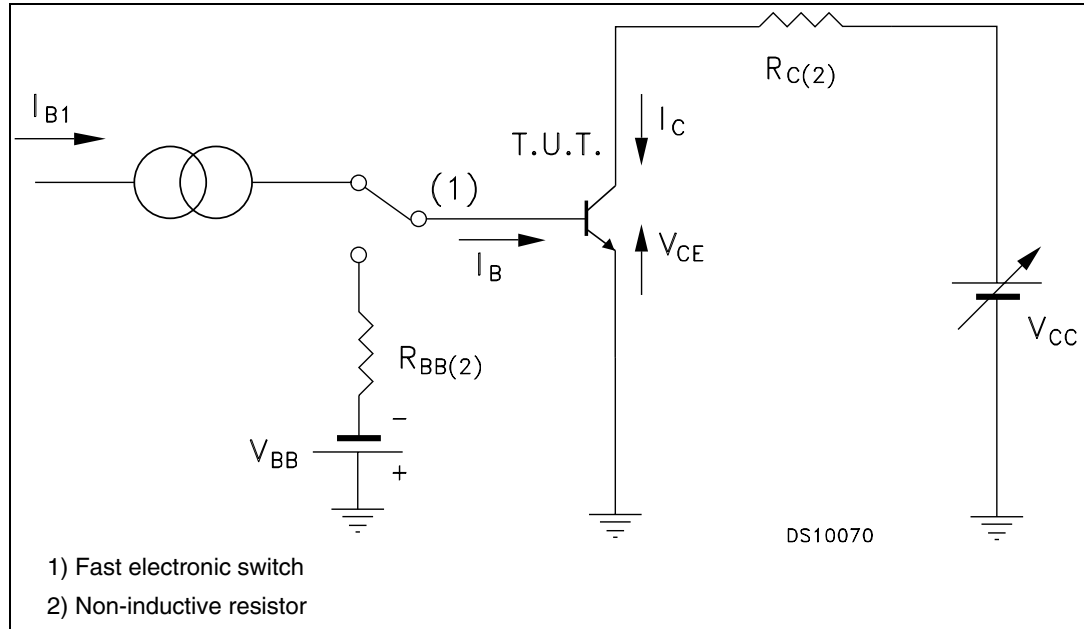 R_C(2)
I_B1
I_C
T.U.T.
(1)
V_CE
I_B
V_CC
R_BB(2)
-
V_BB
+
DS10070
1) Fast electronic switch
2) Non-inductive resistor